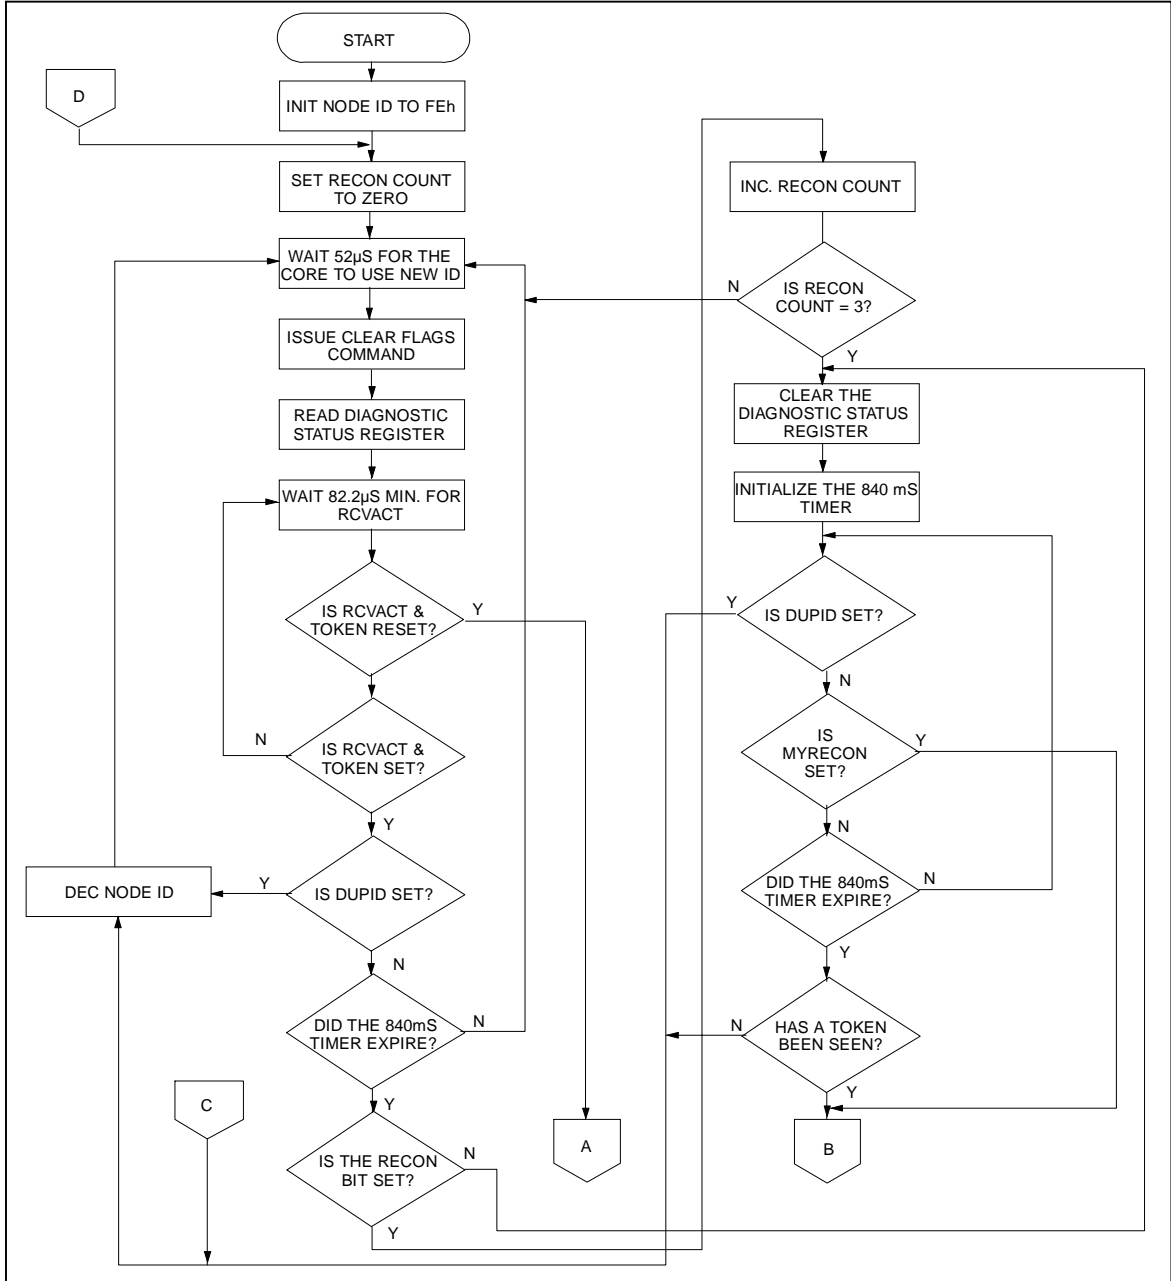 START
D
INIT NODE ID TO FEh
SET RECON COUNT
TO ZERO
WAIT 52µS FOR THE
CORE TO USE NEW ID
ISSUE CLEAR FLAGS
COMMAND
READ DIAGNOSTIC
STATUS REGISTER
WAIT 82.2µS MIN. FOR
RCVACT
IS RCVACT &
TOKEN RESET?
Y
IS RCVACT &
TOKEN SET?
N
Y
IS DUPID SET?
Y
DEC NODE ID
N
DID THE 840mS
TIMER EXPIRE?
N
Y
C
IS THE RECON
BIT SET?
N
Y
A
INC. RECON COUNT
IS RECON
COUNT = 3?
N
Y
CLEAR THE
DIAGNOSTIC STATUS
REGISTER
INITIALIZE THE 840 mS
TIMER
IS DUPID SET?
Y
N
IS
MYRECON
SET?
Y
N
DID THE 840mS
TIMER EXPIRE?
N
Y
HAS A TOKEN
BEEN SEEN?
N
Y
B